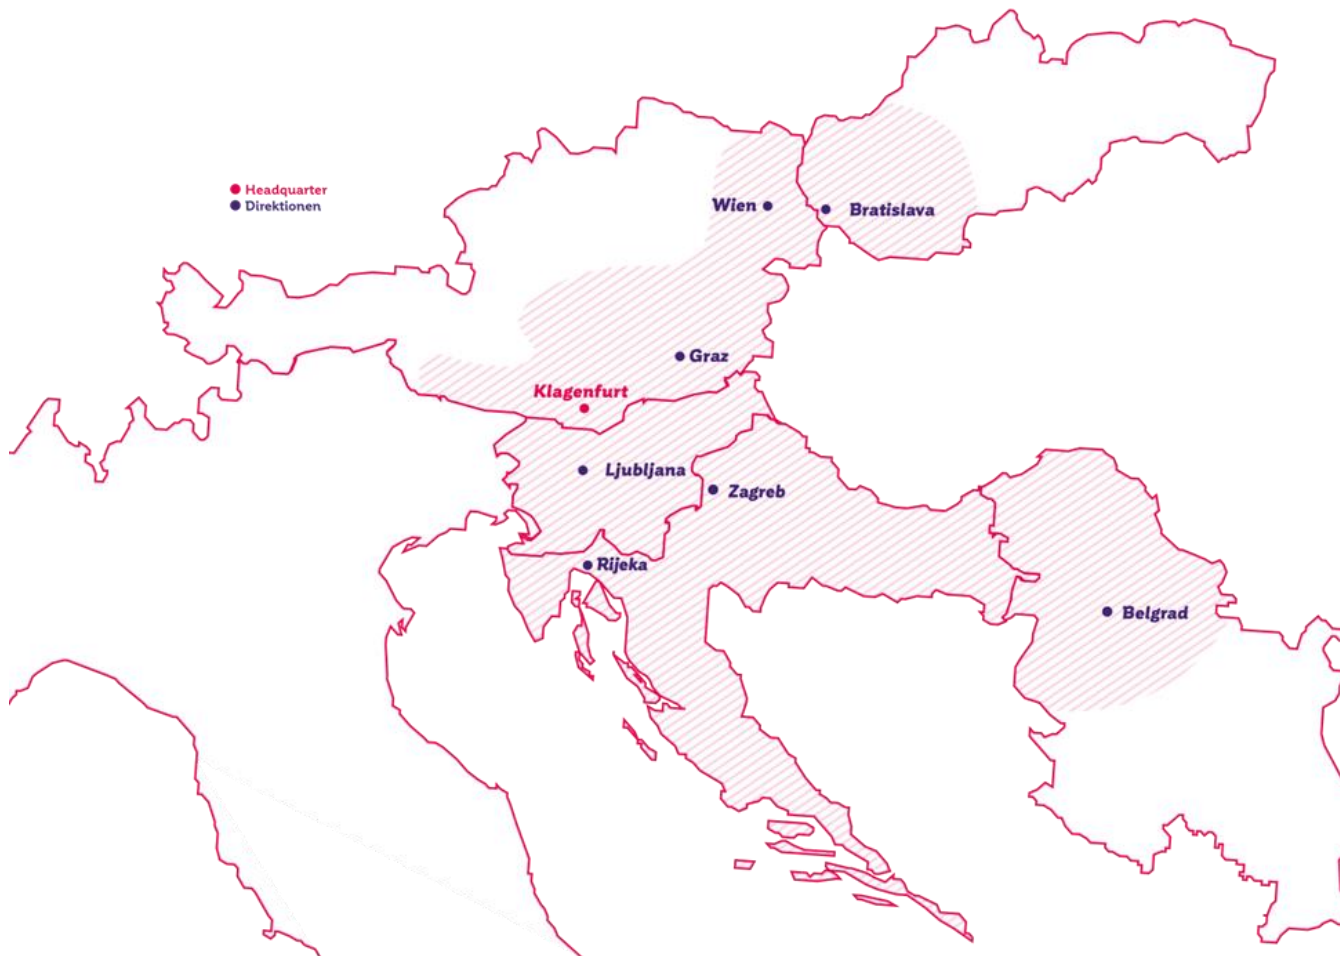 Headquarter
Direktionen
Wien
Bratislava
Graz
Klagenfurt
Ljubljana
Zagreb
Rijeka
Belgrad